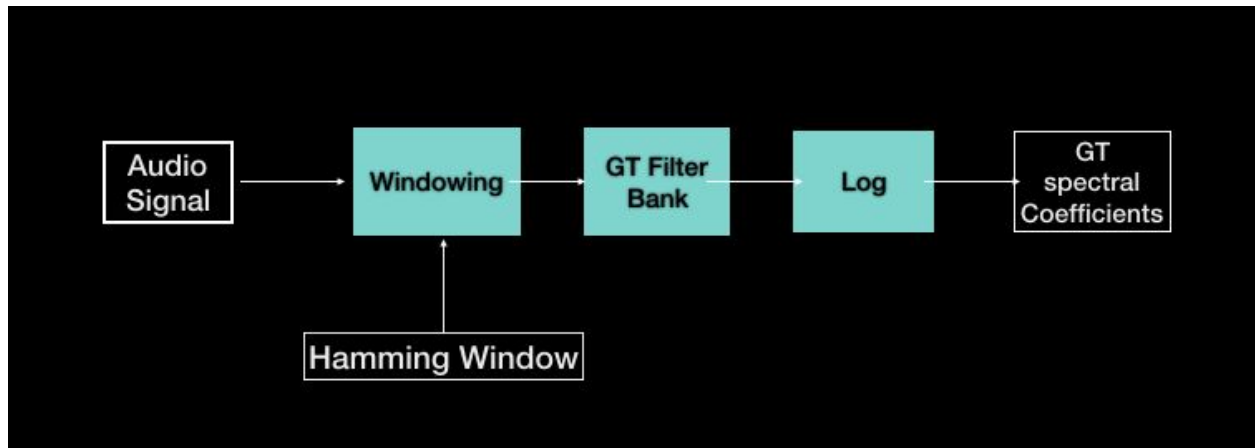 Audio
Signal
Windowing
GT Filter
Bank
Log
GT
spectral
Coefficients
Hamming Window